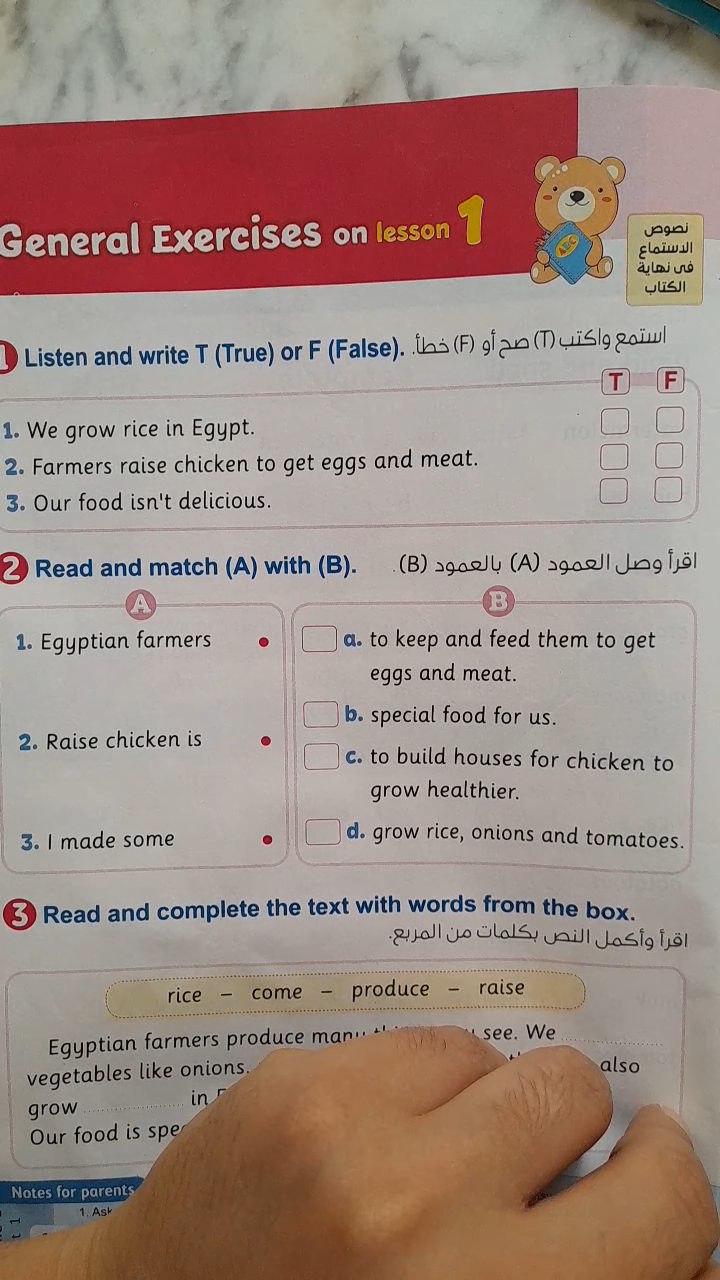 General Exercises on lesson 1
نصوص
الاستماع
فى نهاية
الكتاب
1 Listen and write T (True) or F (False). استمع واكتب (T) صح أو (F) خطأ.
T F
1. We grow rice in Egypt.
2. Farmers raise chicken to get eggs and meat.
3. Our food isn't delicious.
2 Read and match (A) with (B). اقرأ وصل العمود (A) بالعمود (B).
A
1. Egyptian farmers
2. Raise chicken is
3. I made some
B
a. to keep and feed them to get
eggs and meat.
b. special food for us.
c. to build houses for chicken to
grow healthier.
d. grow rice, onions and tomatoes.
3 Read and complete the text with words from the box.
اقرأ وأكمل النص بكلمات من المربع.
rice – come – produce – raise
Egyptian farmers produce many see. We
vegetables like onions. also
grow in
Our food is
Notes for parents
1.